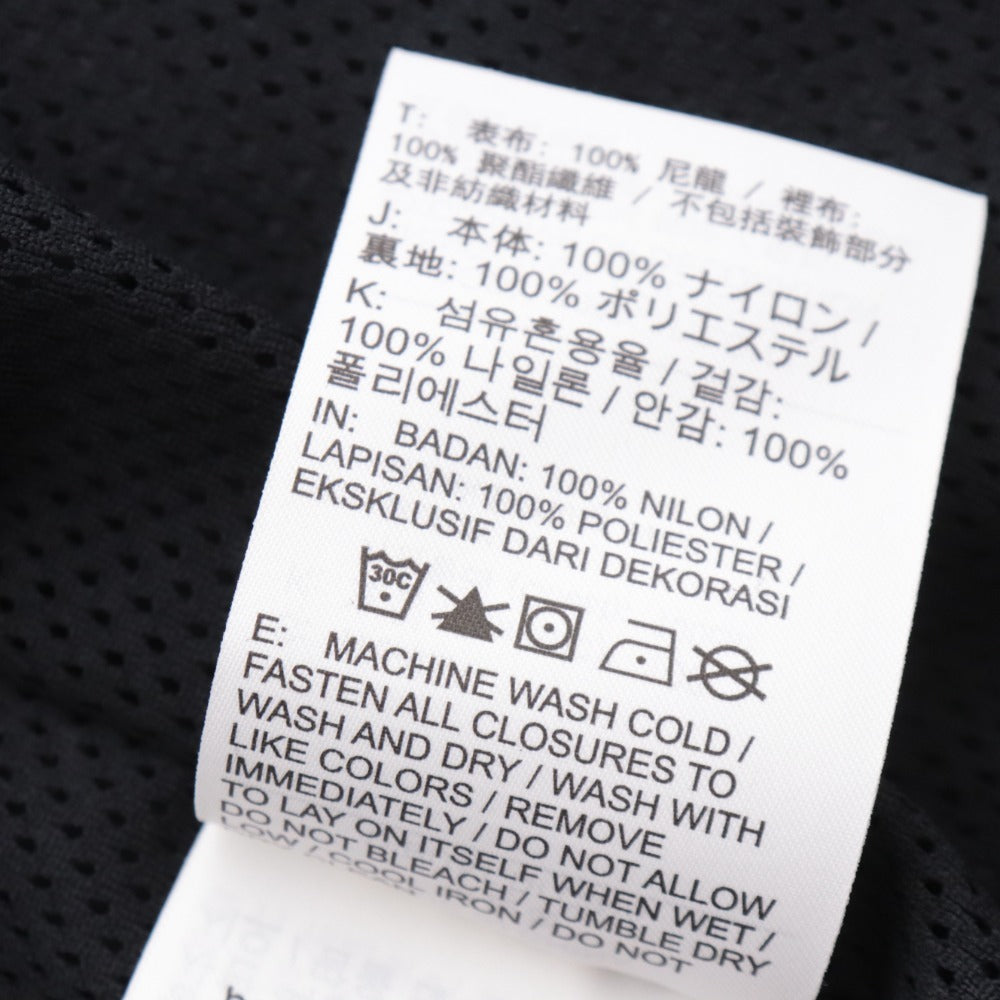 T: 表布: 100% 尼龍 / 裡布:
100% 聚酯纖維 / 不包括裝飾部分
及非紡織材料
J: 本体: 100% ナイロン /
裏地: 100% ポリエステル
K: 섬유혼용율 / 겉감:
100% 나일론 / 안감: 100%
폴리에스터
IN: BADAN: 100% NILON /
LAPISAN: 100% POLIESTER /
EKSKLUSIF DARI DEKORASI
30C
E: MACHINE WASH COLD /
FASTEN ALL CLOSURES TO
WASH AND DRY / WASH WITH
LIKE COLORS / REMOVE
IMMEDIATELY / DO NOT ALLOW
TO LAY ON ITSELF WHEN WET /
DO NOT BLEACH / TUMBLE DRY
LOW / COOL IRON / DO NOT